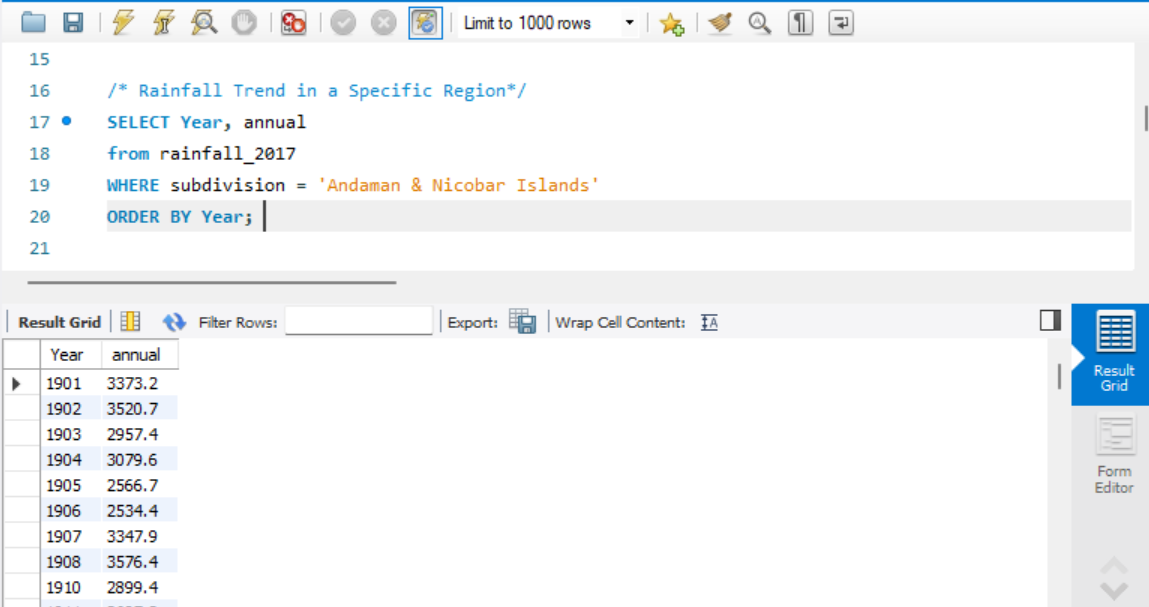 Limit to 1000 rows
15
16 /* Rainfall Trend in a Specific Region*/
17 SELECT Year, annual
18 from rainfall_2017
19 WHERE subdivision = 'Andaman & Nicobar Islands'
20 ORDER BY Year;
21
Result Grid Filter Rows: Export: Wrap Cell Content: IA
Year annual
1901 3373.2
1902 3520.7
1903 2957.4
1904 3079.6
1905 2566.7
1906 2534.4
1907 3347.9
1908 3576.4
1910 2899.4
Result
Grid
Form
Editor